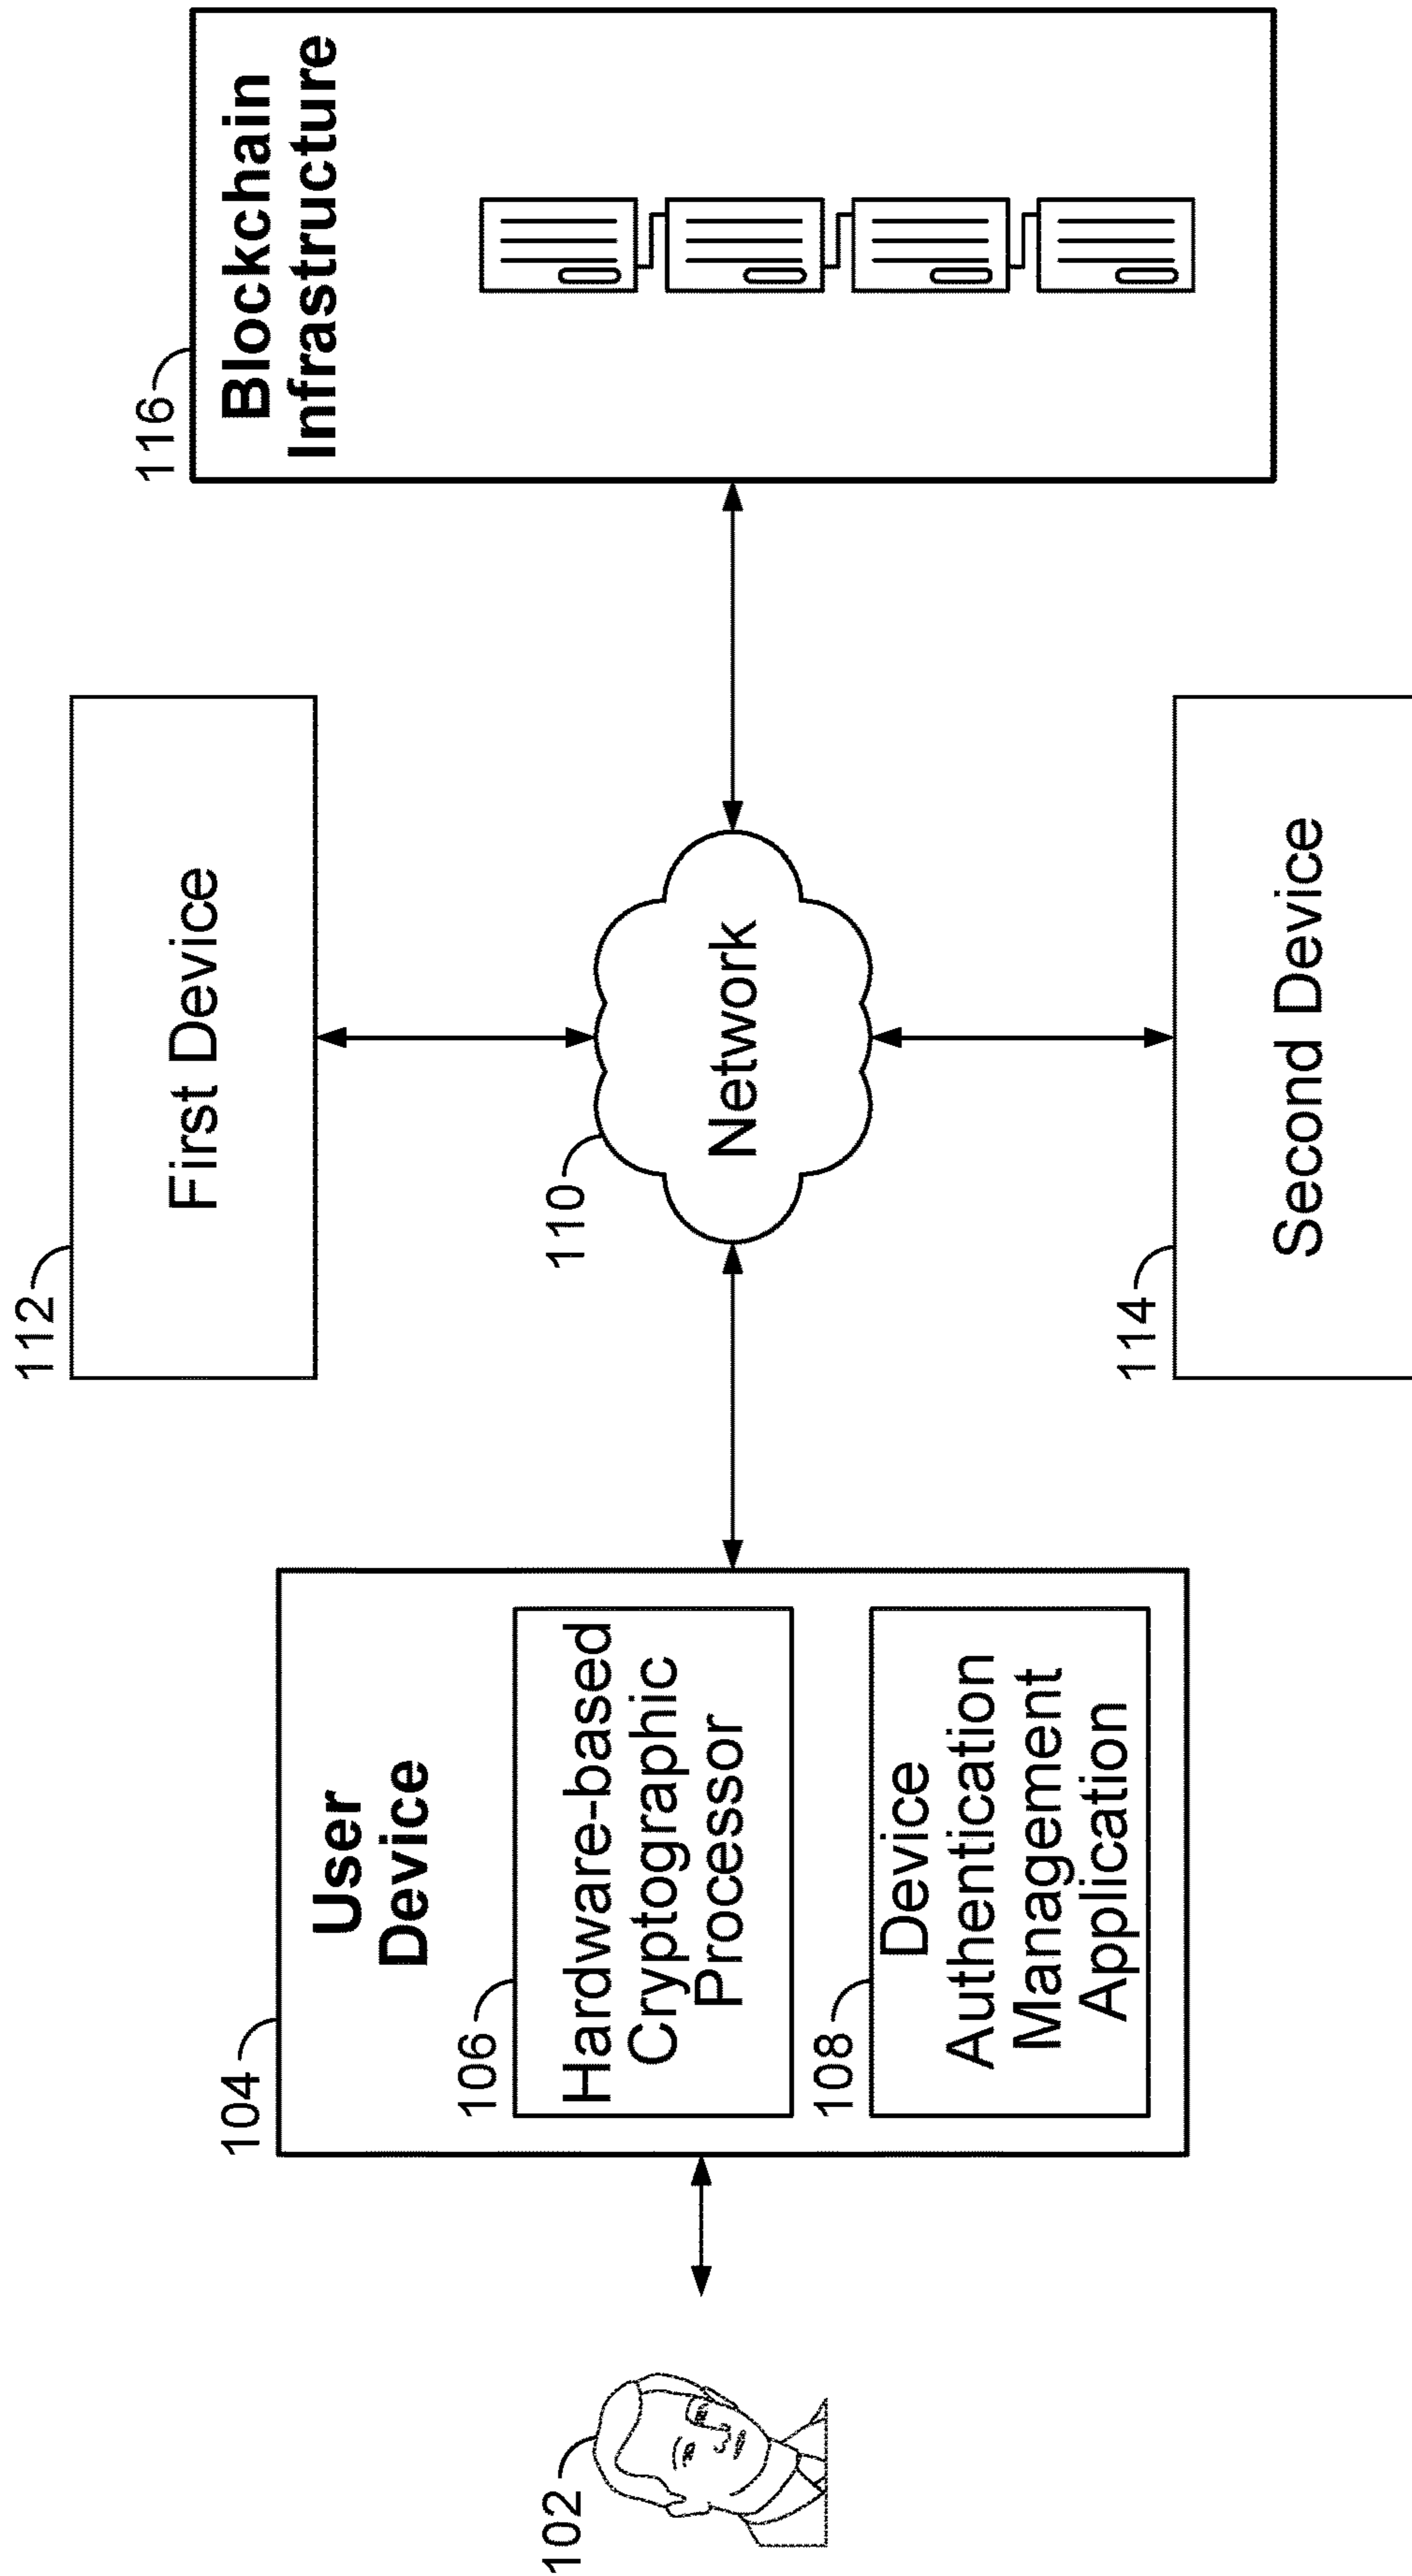 102
104
User
Device
106
Hardware-based
Cryptographic
Processor
108
Device
Authentication
Management
Application
110
Network
112
First Device
114
Second Device
116
Blockchain
Infrastructure